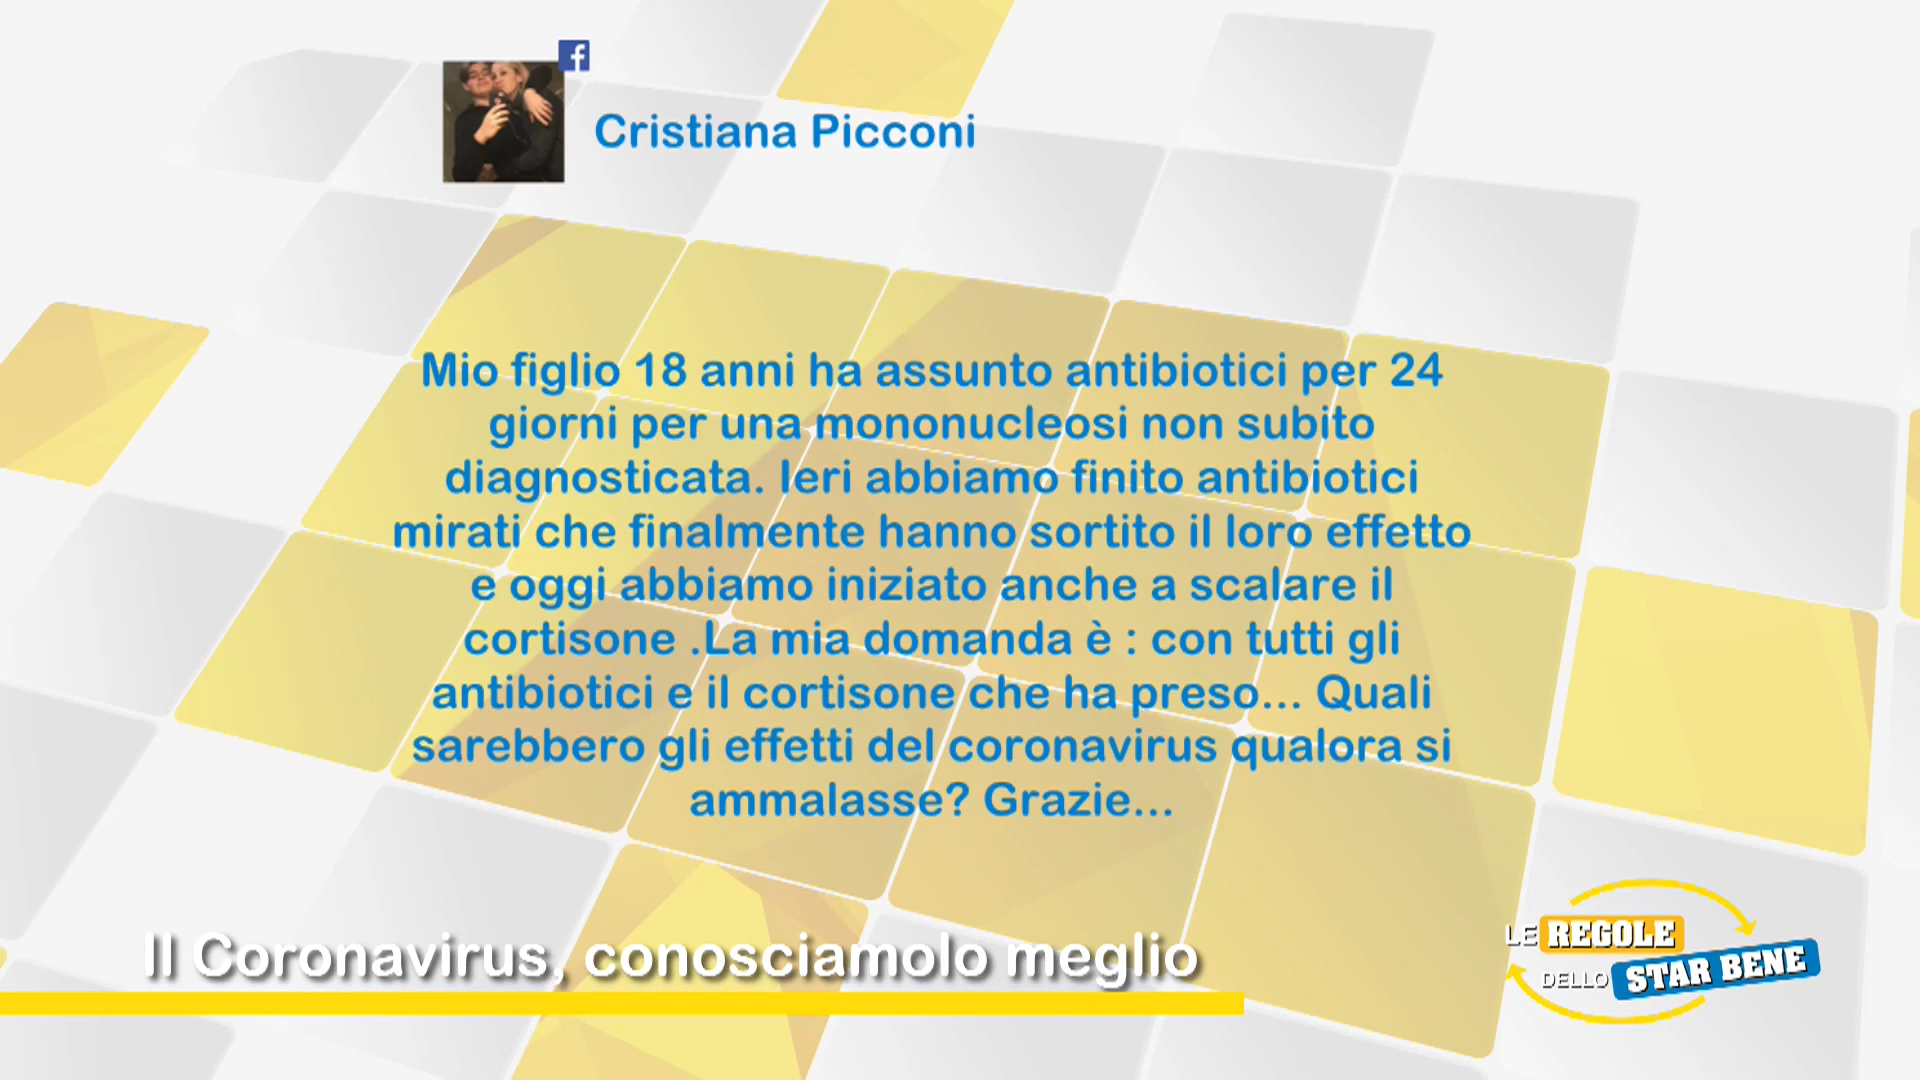 Cristiana Picconi
Mio figlio 18 anni ha assunto antibiotici per 24
giorni per una mononucleosi non subito
diagnosticata. Ieri abbiamo finito antibiotici
mirati che finalmente hanno sortito il loro effetto
e oggi abbiamo iniziato anche a scalare il
cortisone .La mia domanda è : con tutti gli
antibiotici e il cortisone che ha preso... Quali
sarebbero gli effetti del coronavirus qualora si
ammalasse? Grazie...
Il Coronavirus, conosciamolo meglio
LE REGOLE
DELLO STAR BENE